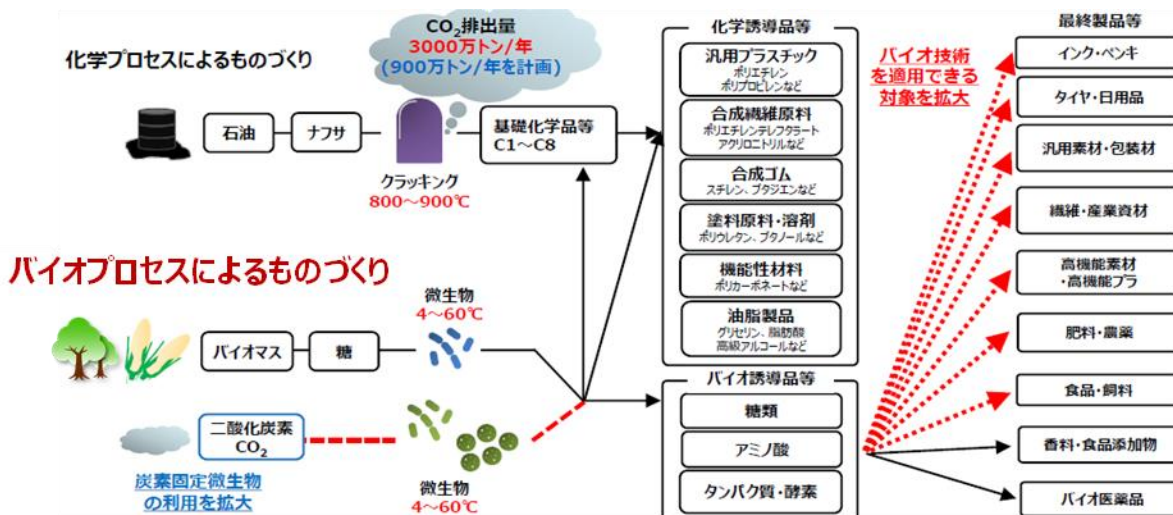 化学プロセスによるものづくり
CO₂排出量
3000万トン/年
(900万トン/年を計画)
石油
ナフサ
クラッキング
800～900℃
基礎化学品等
C1～C8
バイオプロセスによるものづくり
バイオマス
糖
微生物
4～60℃
二酸化炭素
CO₂
炭素固定微生物
の利用を拡大
微生物
4～60℃
化学誘導品等
汎用プラスチック
ポリエチレン
ポリプロピレンなど
合成繊維原料
ポリエチレンテレフタラート
アクリロニトリルなど
合成ゴム
スチレン、ブタジエンなど
塗料原料・溶剤
ポリウレタン、ブタノールなど
機能性材料
ポリカーボネートなど
油脂製品
グリセリン、脂肪酸
高級アルコールなど
バイオ誘導品等
糖類
アミノ酸
タンパク質・酵素
バイオ技術
を適用できる
対象を拡大
最終製品等
インク・ペンキ
タイヤ・日用品
汎用素材・包装材
繊維・産業資材
高機能素材
・高機能プラ
肥料・農薬
食品・飼料
香料・食品添加物
バイオ医薬品